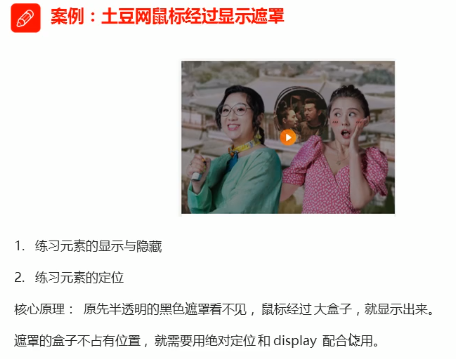 案例：土豆网鼠标经过显示遮罩
1. 练习元素的显示与隐藏
2. 练习元素的定位
核心原理： 原先半透明的黑色遮罩看不见， 鼠标经过 大盒子，就显示出来。
遮罩的盒子不占有位置，就需要用绝对定位 和 display 配合使用。